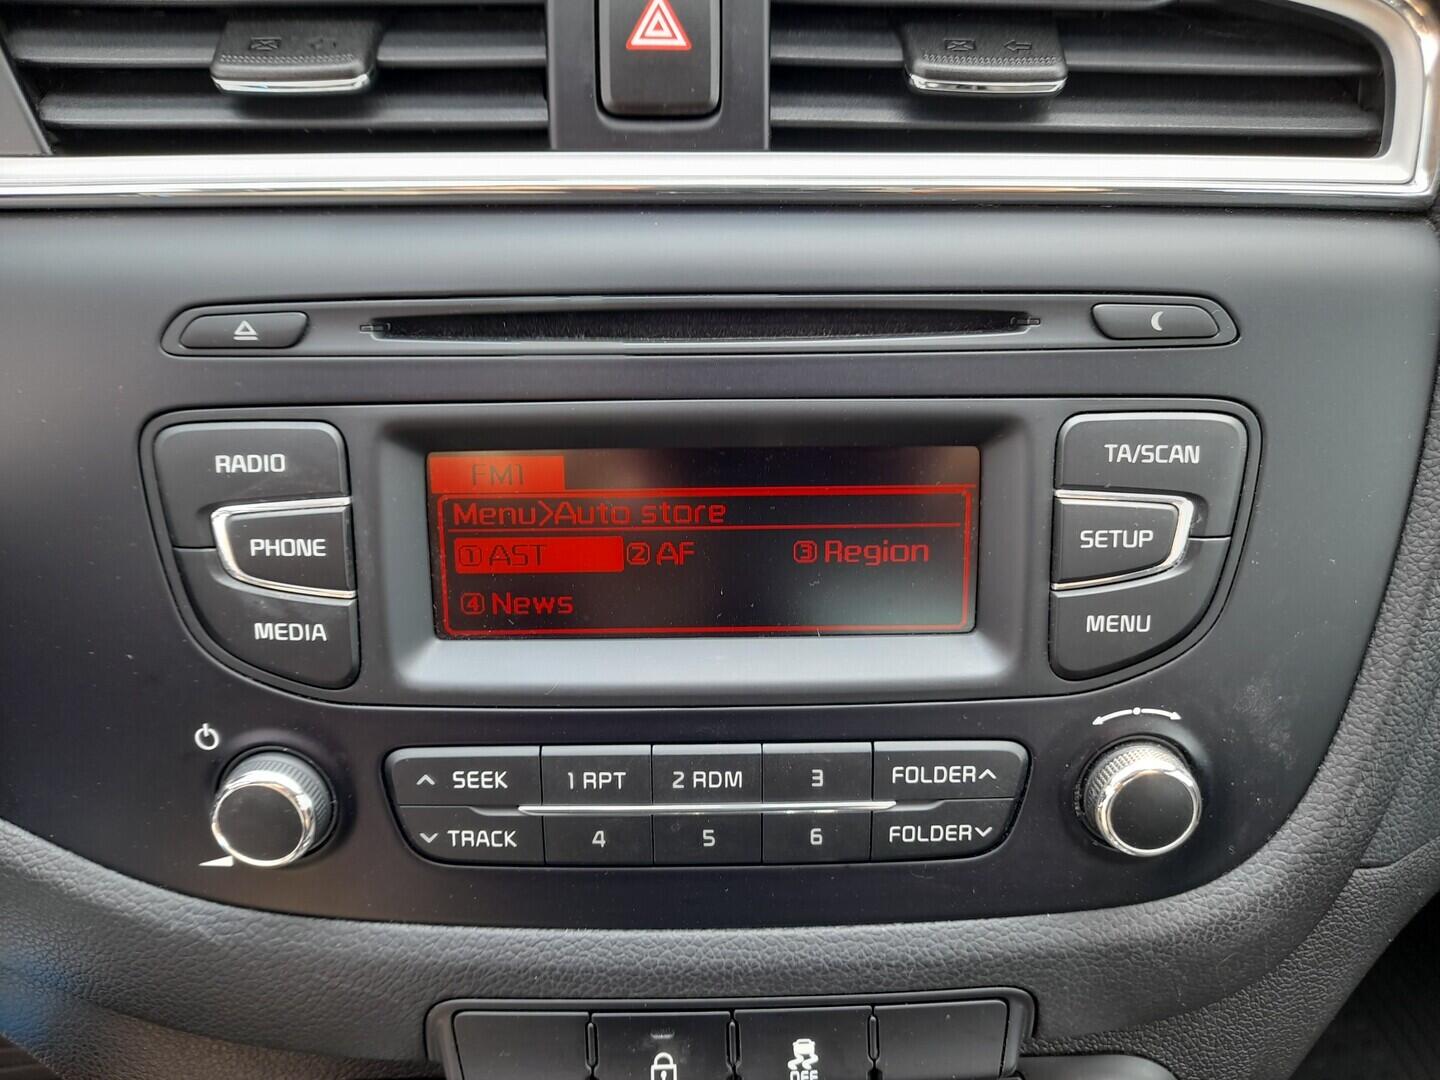 FM1
Menu>Auto store
①AST ②AF ③Region
④News
RADIO
PHONE
MEDIA
TA/SCAN
SETUP
MENU
SEEK
TRACK
1 RPT
2 RDM
3
4
5
6
FOLDER
FOLDER
OFF